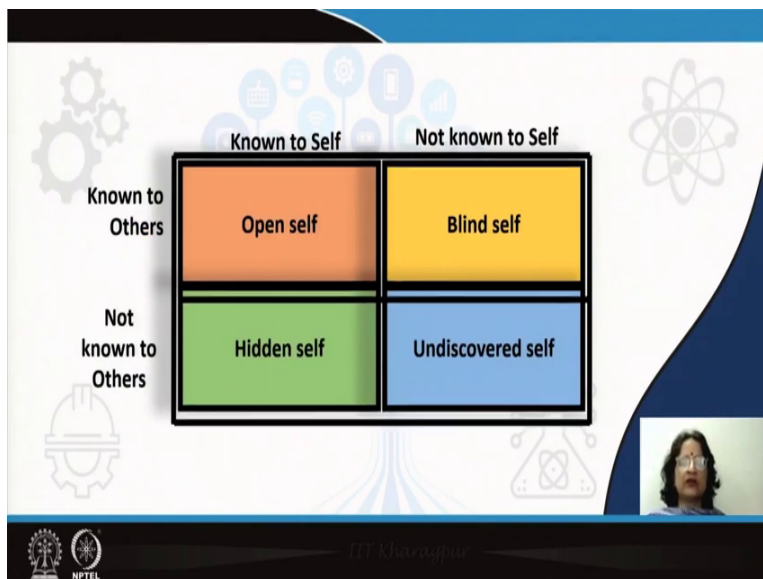 Known to Self
Not known to Self
Known to
Others
Open self
Blind self
Not
known to
Others
Hidden self
Undiscovered self
IIT Kharagpur
NPTEL